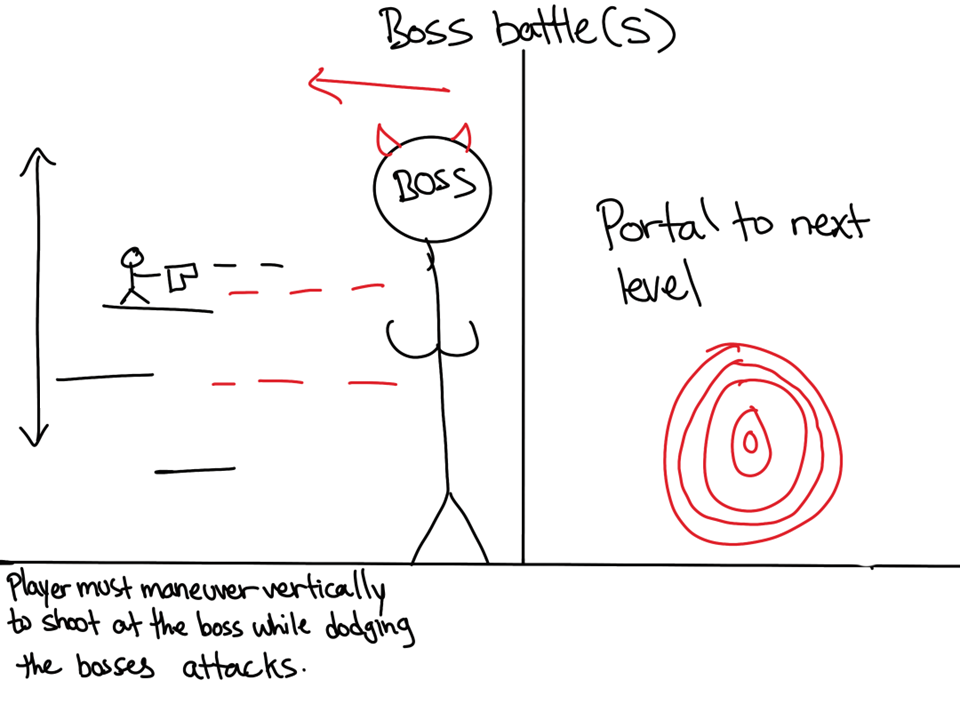 Boss battle(s)
BOSS
Portal to next
level
Player must maneuver vertically
to shoot at the boss while dodging
the bosses attacks.